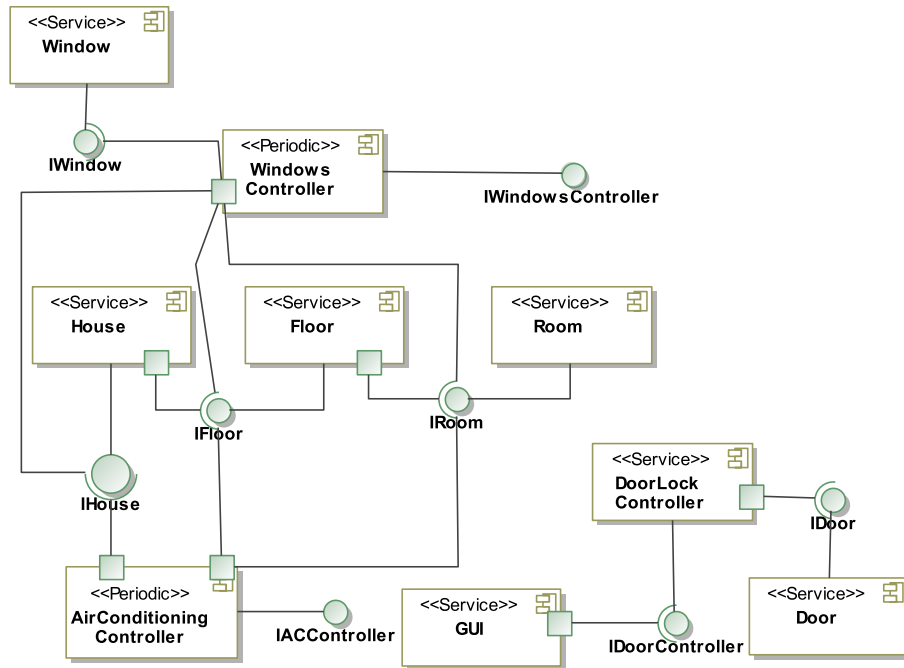 <<Service>>
Window
IWindow
<<Periodic>>
Windows
Controller
IWindowsController
<<Service>>
House
<<Service>>
Floor
<<Service>>
Room
IFloor
IRoom
IHouse
<<Service>>
DoorLock
Controller
IDoor
<<Periodic>>
AirConditioning
Controller
IACController
<<Service>>
GUI
IDoorController
<<Service>>
Door